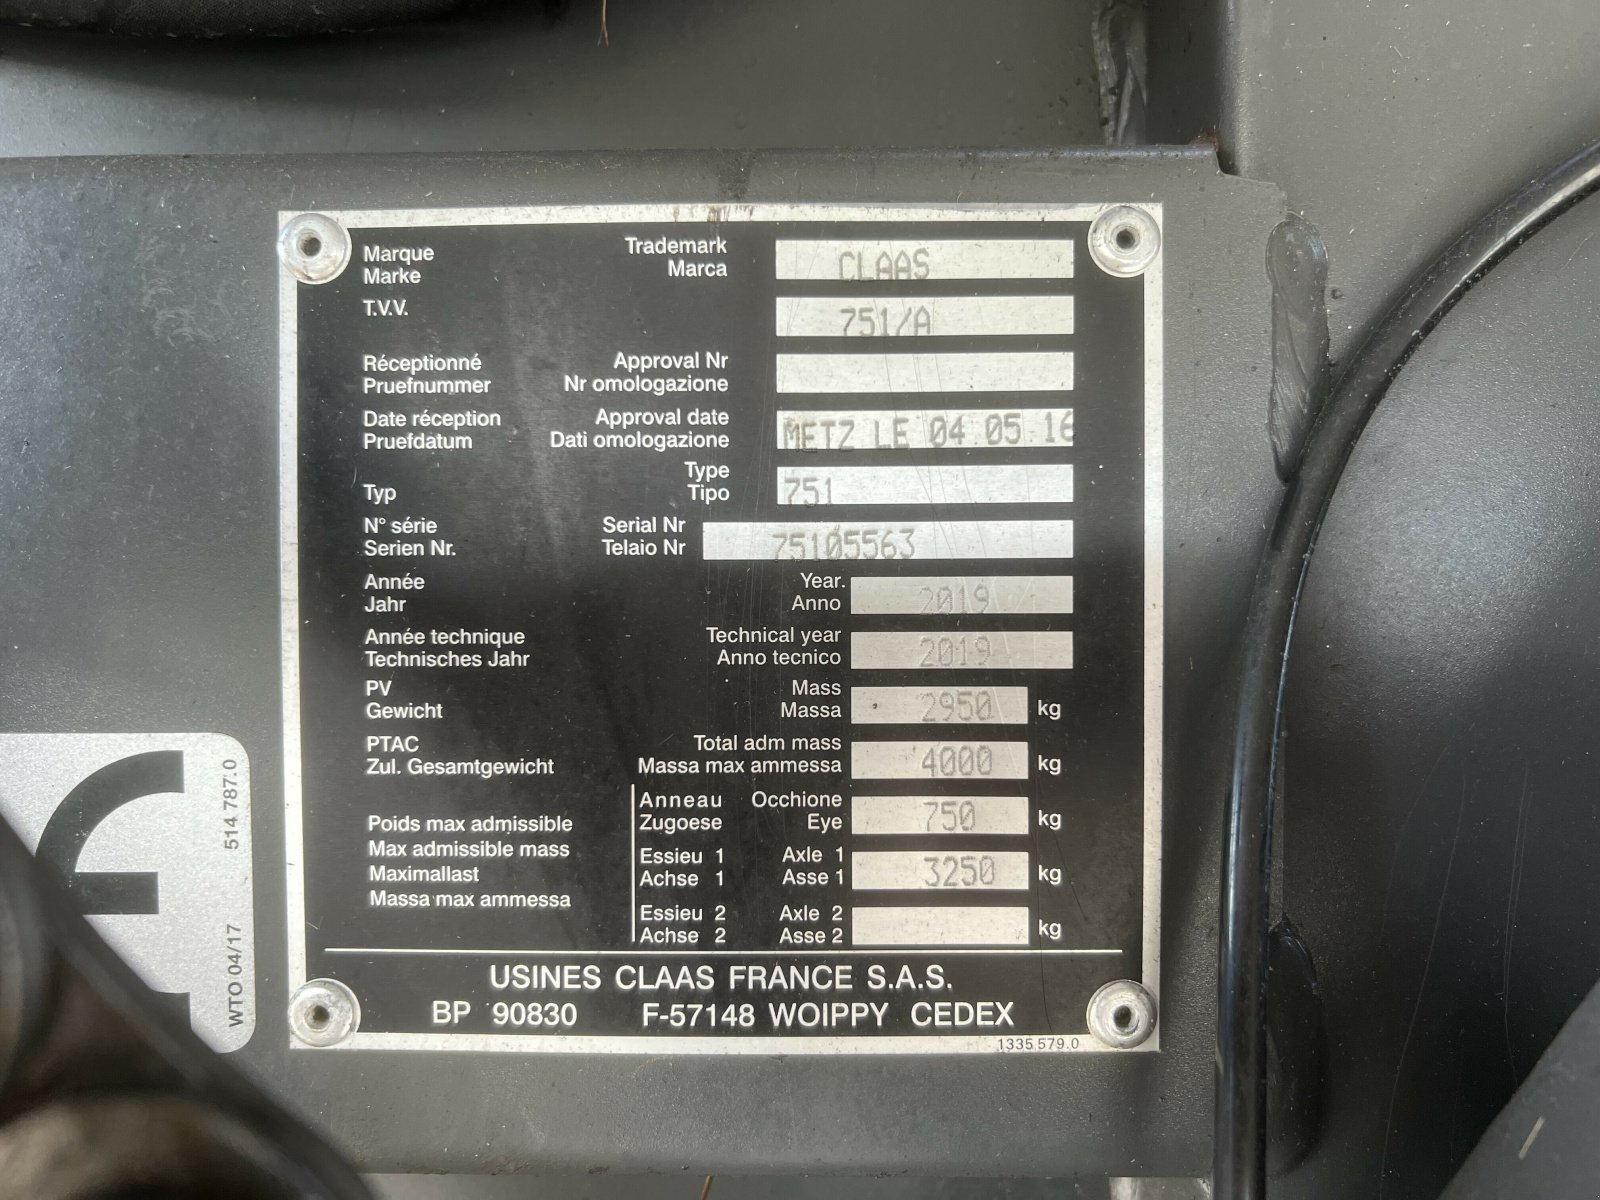 Marque Trademark CLAAS
Marke Marca
T.V.V. 751/A
Réceptionné Approval Nr
Pruefnummer Nr omologazione
Date réception Approval date METZ LE 04 05 16
Pruefdatum Dati omologazione
Type
Typ Tipo 751
N° série Serial Nr 75105563
Serien Nr. Telaio Nr
Année Year. 2019
Jahr Anno
Année technique Technical year 2019
Technisches Jahr Anno tecnico
PV Mass 2950 kg
Gewicht Massa
PTAC Total adm mass 4000 kg
Zul. Gesamtgewicht Massa max ammessa
Poids max admissible
Max admissible mass
Maximallast
Massa max ammessa
Anneau Occhione 750 kg
Zugoese Eye
Essieu 1 Axle 1 3250 kg
Achse 1 Asse 1
Essieu 2 Axle 2 kg
Achse 2 Asse 2
USINES CLAAS FRANCE S.A.S.
BP 90830 F-57148 WOIPPY CEDEX
1335 579.0
WTO 04/17 514 787.0